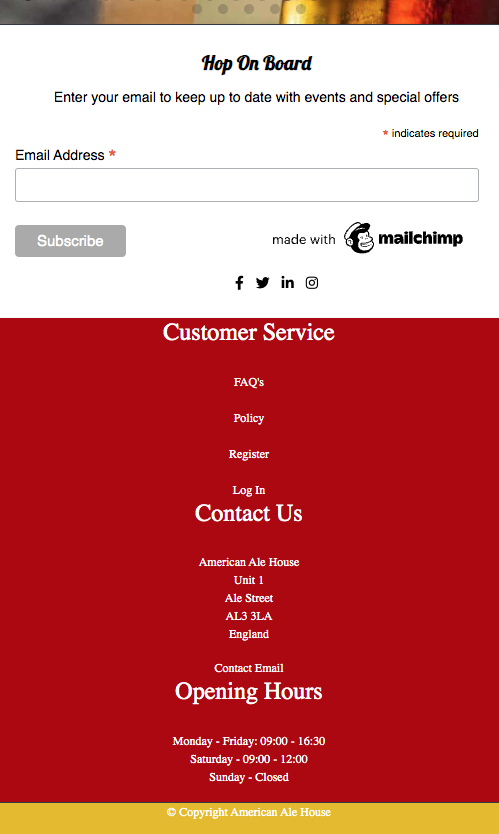 Hop On Board
Enter your email to keep up to date with events and special offers
* indicates required
Email Address *
Subscribe
made with mailchimp
Customer Service
FAQ's
Policy
Register
Log In
Contact Us
American Ale House
Unit 1
Ale Street
AL3 3LA
England
Contact Email
Opening Hours
Monday - Friday: 09:00 - 16:30
Saturday - 09:00 - 12:00
Sunday - Closed
© Copyright American Ale House